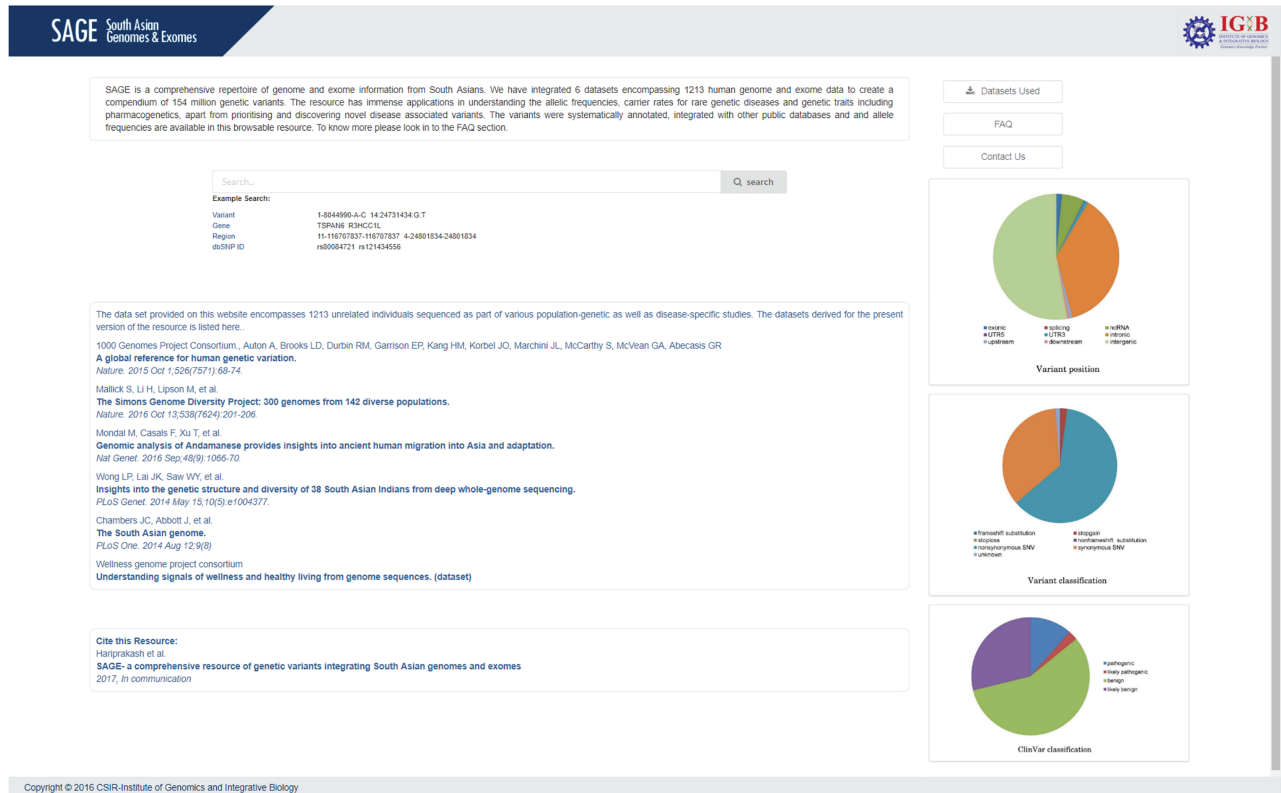 SAGE South Asian
Genomes & Exomes
IGIB
INSTITUTE OF GENOMICS
& INTEGRATIVE BIOLOGY
Genomics Knowledge Partner
SAGE is a comprehensive repertoire of genome and exome information from South Asians. We have integrated 6 datasets encompassing 1213 human genome and exome data to create a
compendium of 154 million genetic variants. The resource has immense applications in understanding the allelic frequencies, carrier rates for rare genetic diseases and genetic traits including
pharmacogenetics, apart from prioritising and discovering novel disease associated variants. The variants were systematically annotated, integrated with other public databases and and allele
frequencies are available in this browsable resource. To know more please look in to the FAQ section.
Datasets Used
FAQ
Contact Us
Search...
search
Example Search:
Variant 1-8044990-A-C 14:24731434:G:T
Gene TSPAN6 R3HCC1L
Region 11-116707837-116707837 4-24801834-24801834
dbSNP ID rs80084721 rs121434556
exonic splicing ncRNA
UTR5 UTR3 intronic
upstream downstream intergenic
Variant position
The data set provided on this website encompasses 1213 unrelated individuals sequenced as part of various population-genetic as well as disease-specific studies. The datasets derived for the present
version of the resource is listed here..
1000 Genomes Project Consortium., Auton A, Brooks LD, Durbin RM, Garrison EP, Kang HM, Korbel JO, Marchini JL, McCarthy S, McVean GA, Abecasis GR
A global reference for human genetic variation.
Nature. 2015 Oct 1;526(7571):68-74.
Mallick S, Li H, Lipson M, et al.
The Simons Genome Diversity Project: 300 genomes from 142 diverse populations.
Nature. 2016 Oct 13;538(7624):201-206.
Mondal M, Casals F, Xu T, et al.
Genomic analysis of Andamanese provides insights into ancient human migration into Asia and adaptation.
Nat Genet. 2016 Sep;48(9):1066-70.
Wong LP, Lai JK, Saw WY, et al.
Insights into the genetic structure and diversity of 38 South Asian Indians from deep whole-genome sequencing.
PLoS Genet. 2014 May 15;10(5):e1004377.
Chambers JC, Abbott J, et al.
The South Asian genome.
PLoS One. 2014 Aug 12;9(8)
Wellness genome project consortium
Understanding signals of wellness and healthy living from genome sequences. (dataset)
frameshift substitution stopgain
stoploss nonframeshift substitution
nonsynonymous SNV synonymous SNV
unknown
Variant classification
Cite this Resource:
Hariprakash et al.
SAGE- a comprehensive resource of genetic variants integrating South Asian genomes and exomes
2017, In communication
pathogenic
likely pathogenic
benign
likely benign
ClinVar classification
Copyright © 2016 CSIR-Institute of Genomics and Integrative Biology